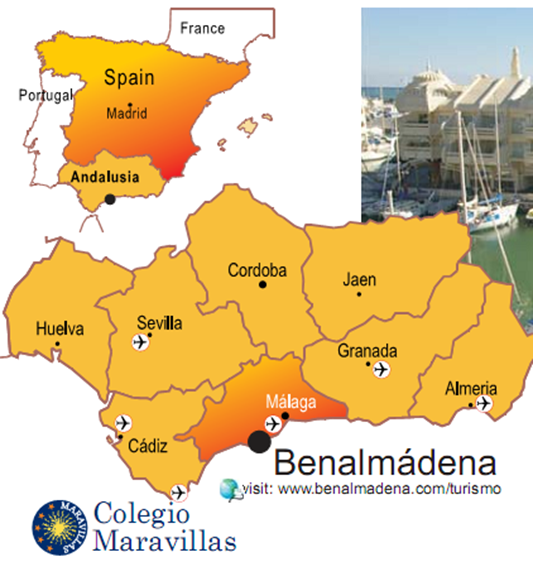 France
Spain
Portugal
Madrid
Andalusia
Cordoba
Jaen
Huelva
Sevilla
Granada
Almeria
Málaga
Cádiz
Benalmádena
visit: www.benalmadena.com/turismo
MARAVILLAS
Colegio
Maravillas